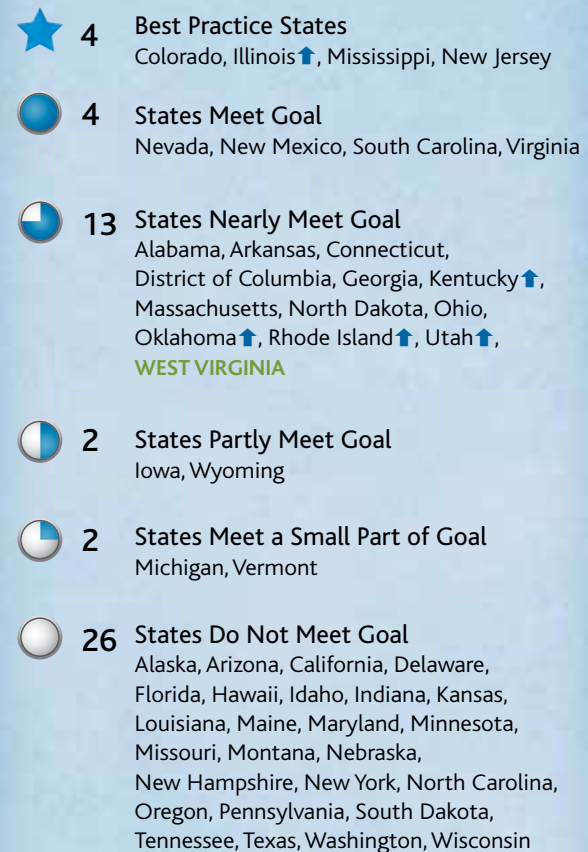 4 Best Practice States
Colorado, Illinois⬆, Mississippi, New Jersey
4 States Meet Goal
Nevada, New Mexico, South Carolina, Virginia
13 States Nearly Meet Goal
Alabama, Arkansas, Connecticut,
District of Columbia, Georgia, Kentucky⬆,
Massachusetts, North Dakota, Ohio,
Oklahoma⬆, Rhode Island⬆, Utah⬆,
WEST VIRGINIA
2 States Partly Meet Goal
Iowa, Wyoming
2 States Meet a Small Part of Goal
Michigan, Vermont
26 States Do Not Meet Goal
Alaska, Arizona, California, Delaware,
Florida, Hawaii, Idaho, Indiana, Kansas,
Louisiana, Maine, Maryland, Minnesota,
Missouri, Montana, Nebraska,
New Hampshire, New York, North Carolina,
Oregon, Pennsylvania, South Dakota,
Tennessee, Texas, Washington, Wisconsin